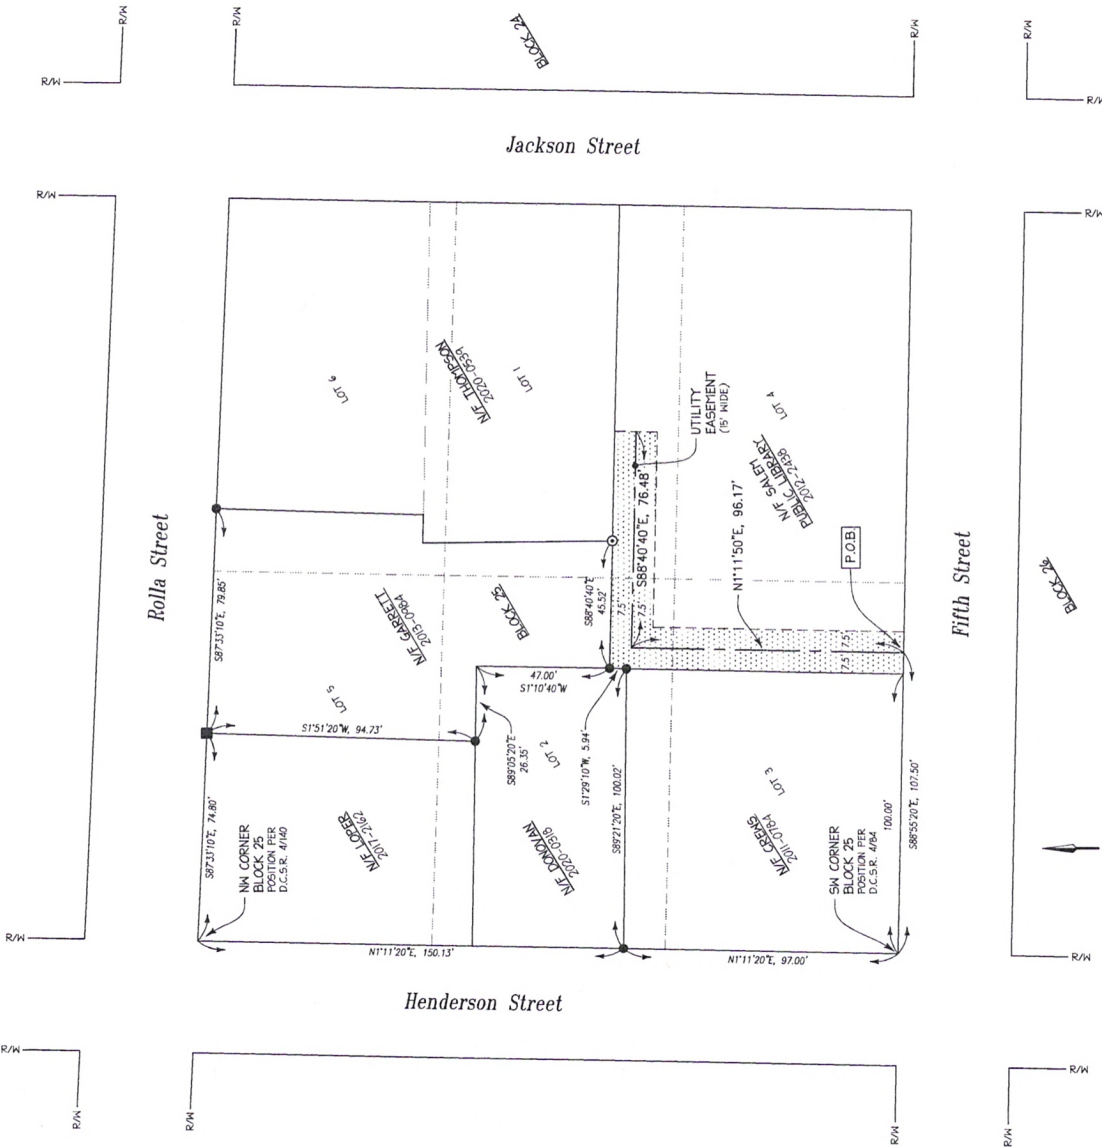 R/W
R/W
R/W
R/W
R/W
R/W
BLOCK 24
Jackson Street
R/W
R/W
LOT 6
N/F THOMPSON
2020-0539
LOT 1
UTILITY
EASEMENT
(15' WIDE)
LOT 4
N/F SALEM
PUBLIC LIBRARY
2012-2438
S88°40'40"E, 76.48'
N1°11'50"E, 96.17'
P.O.B
Rolla Street
Fifth Street
BLOCK 26
S87°33'10"E, 79.85'
N/F GARRETT
2013-0984
BLOCK 25
S88°40'40"E
45.52'
7.5'
7.5'
7.5'
7.5'
LOT 5
47.00'
S1°10'40"W
S1°51'20"W, 94.73'
S89°05'20"E
26.35'
LOT 2
S1°29'10"W, 5.94'
S89°21'20"E, 100.02'
LOT 3
100.00'
S88°55'20"E, 107.50'
S87°33'10"E, 74.80'
N/F LOPER
2017-2162
N/F DONOVAN
2020-0318
N/F CREWS
2011-0784
NW CORNER
BLOCK 25
POSITION PER
D.C.S.R. 4/140
SW CORNER
BLOCK 25
POSITION PER
D.C.S.R. 4/84
N1°11'20"E, 150.13'
N1°11'20"E, 97.00'
R/W
R/W
Henderson Street
R/W
R/W
R/W
R/W
R/W
R/W